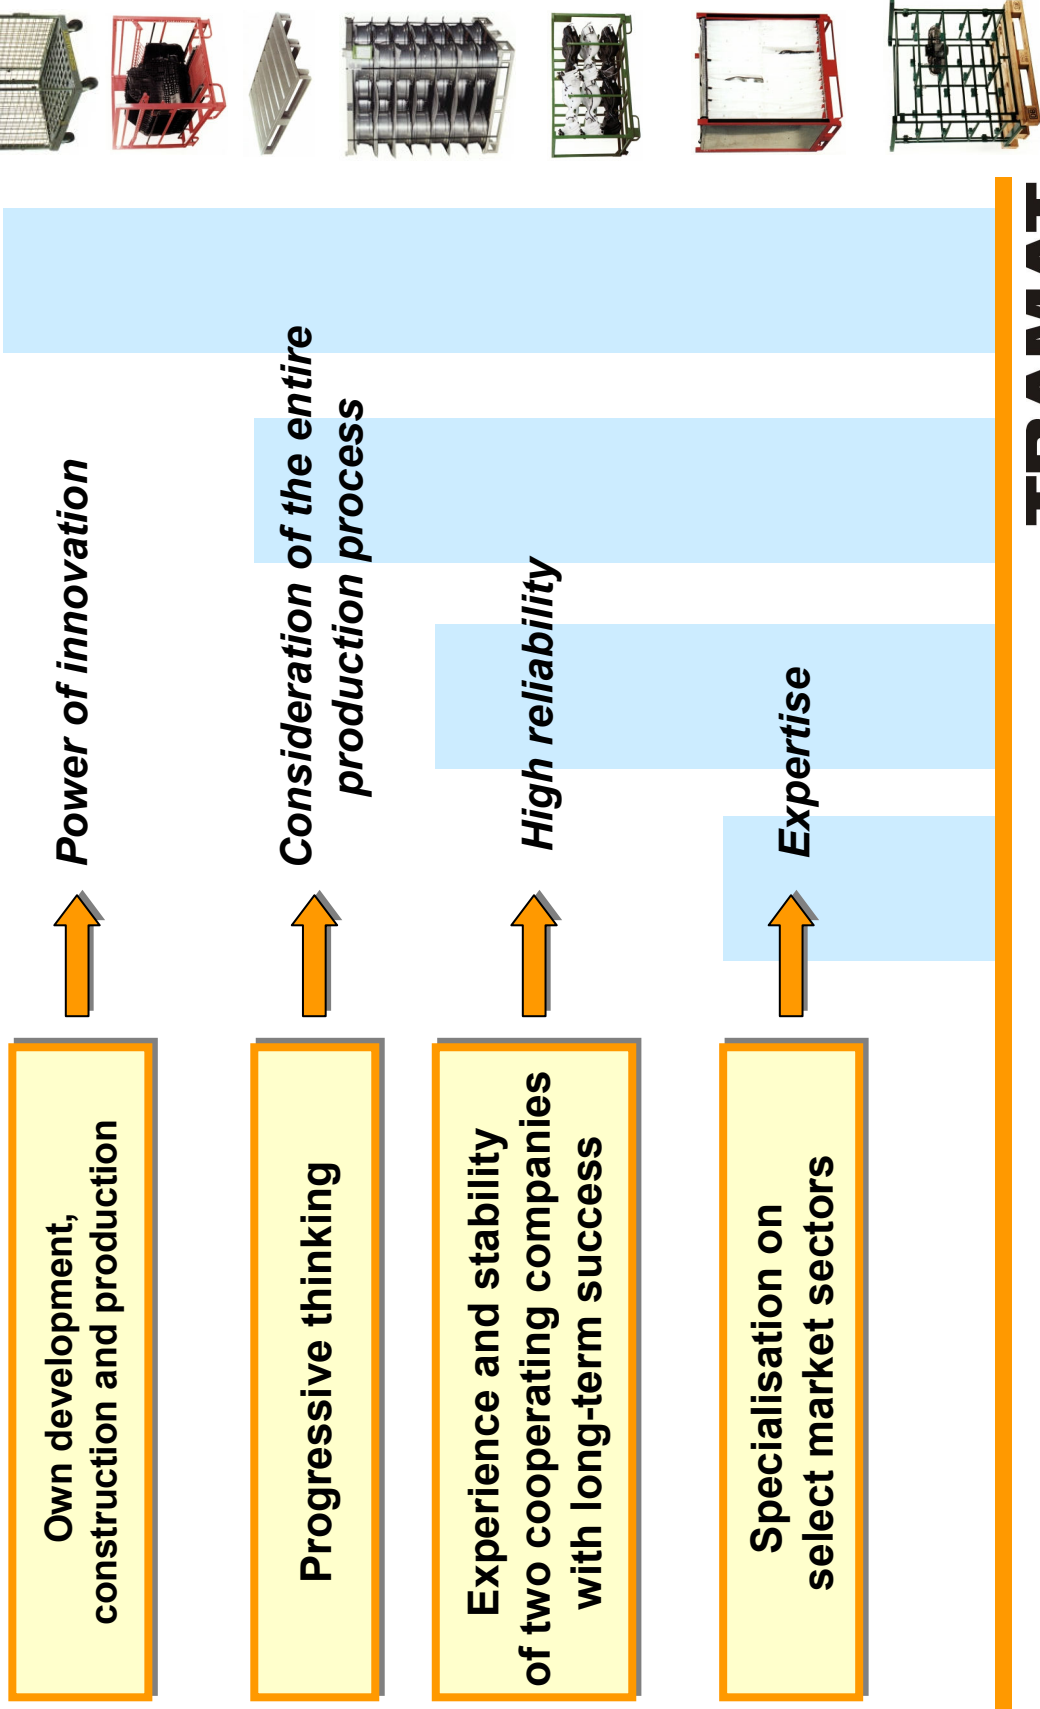 Own development,
construction and production
Power of innovation
Progressive thinking
Consideration of the entire
production process
Experience and stability
of two cooperating companies
with long-term success
High reliability
Specialisation on
select market sectors
Expertise
TRAMAT